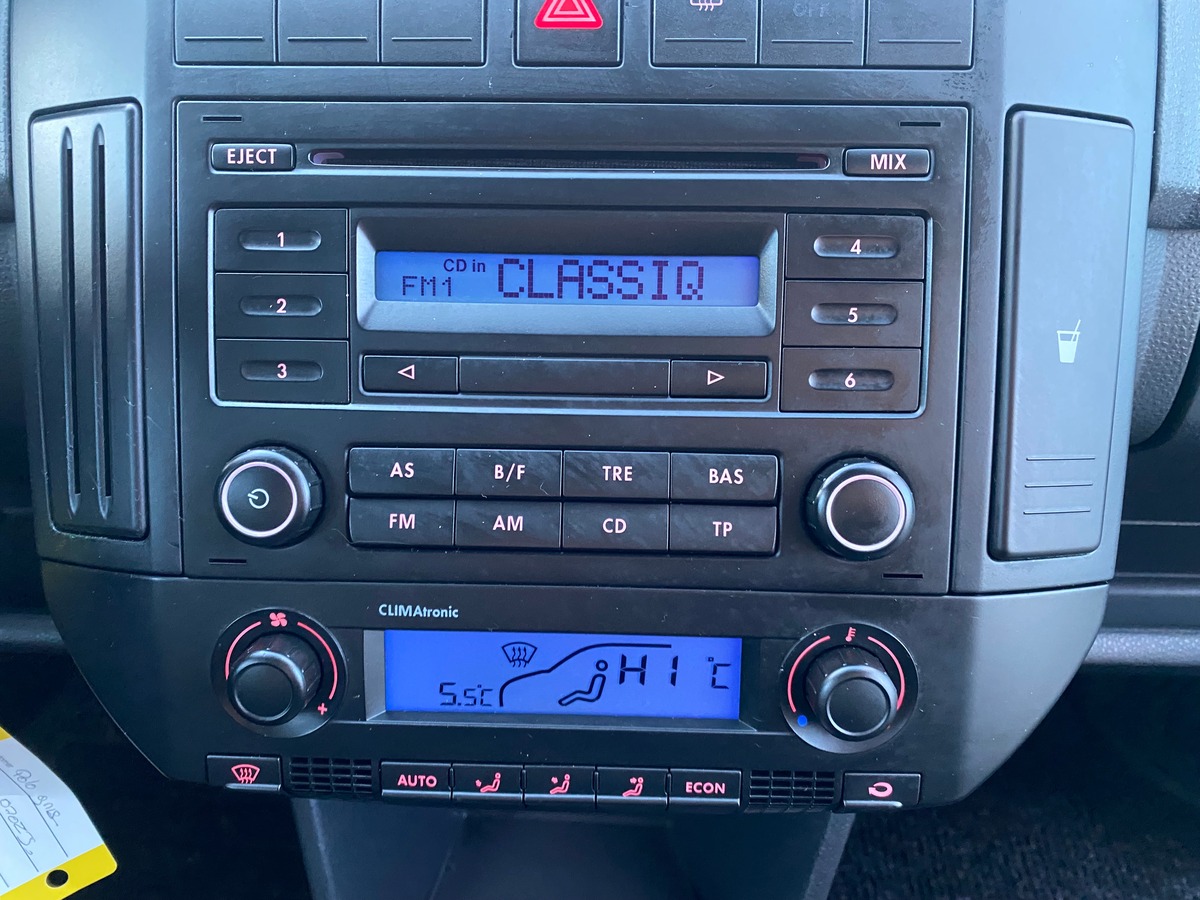 EJECT
MIX
1
CD in
FM1 CLASSIQ
4
2
5
3
6
AS B/F TRE BAS
FM AM CD TP
CLIMAtronic
5.5°C HI °C
AUTO
ECON